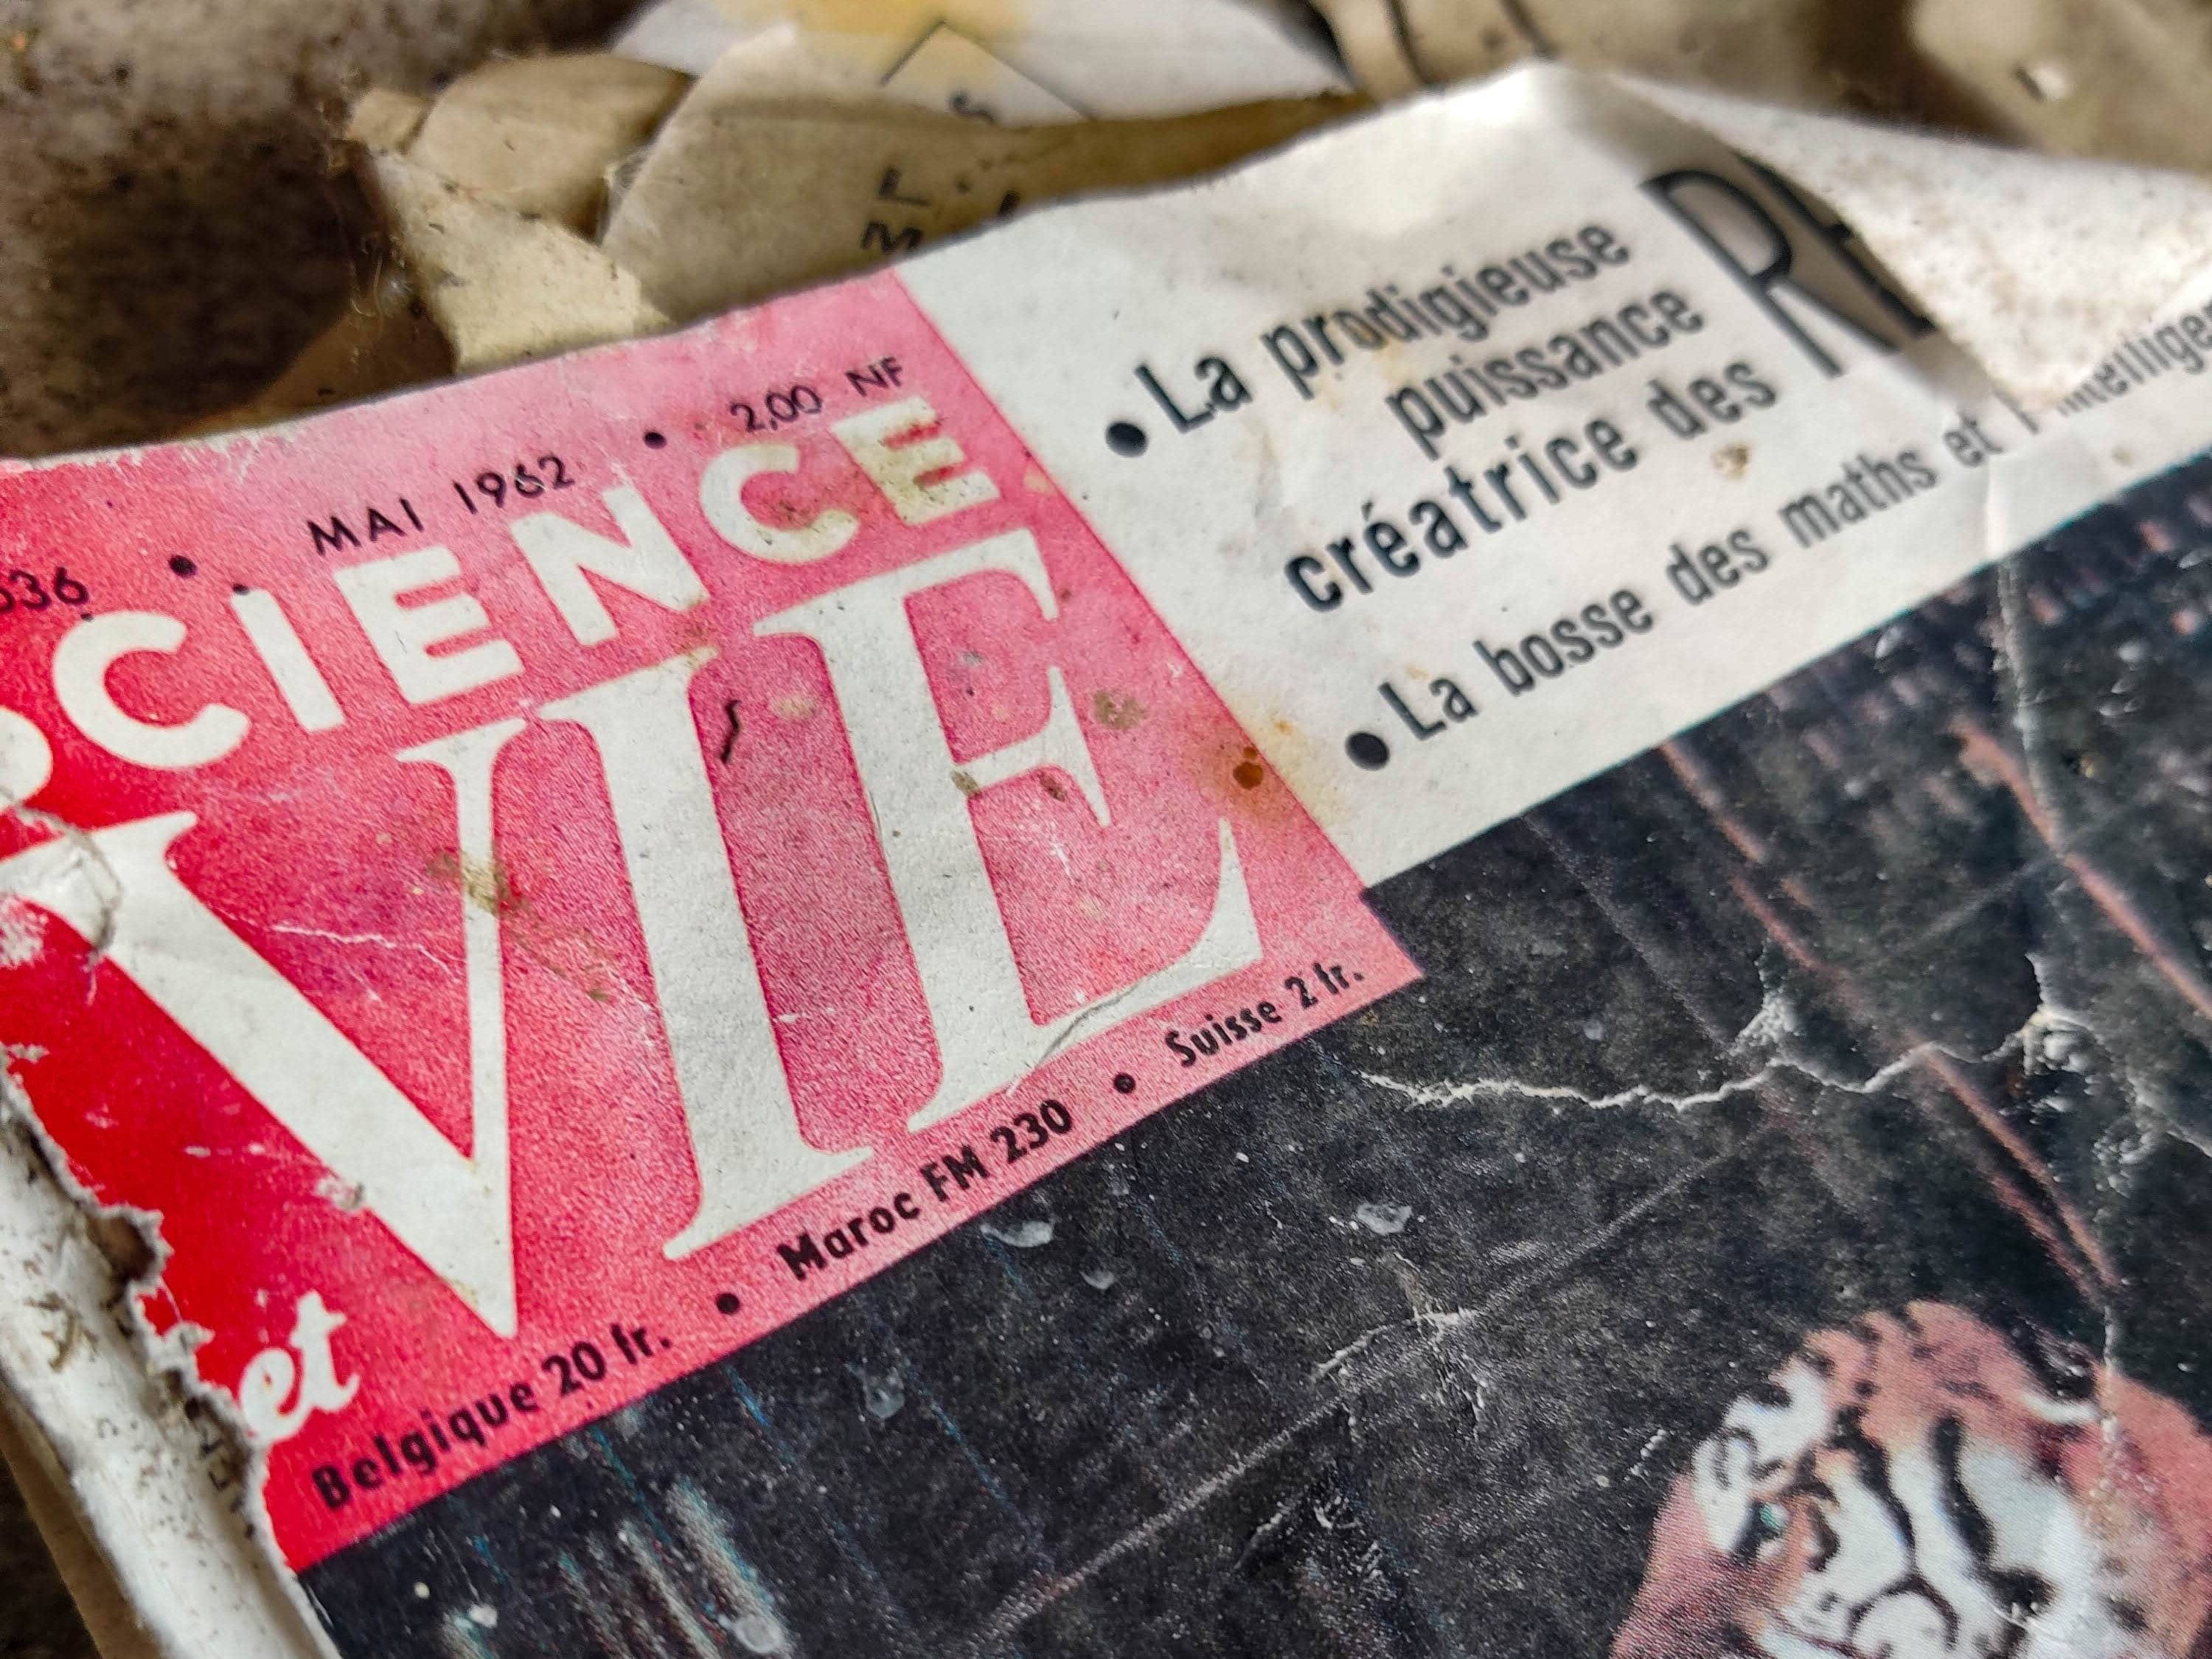 MAI 1962 • 2,00 NF
SCIENCE
et VIE
Belgique 20 fr. • Maroc FM 230 • Suisse 2 fr.
• La prodigieuse
puissance
créatrice des
• La bosse des maths et l'